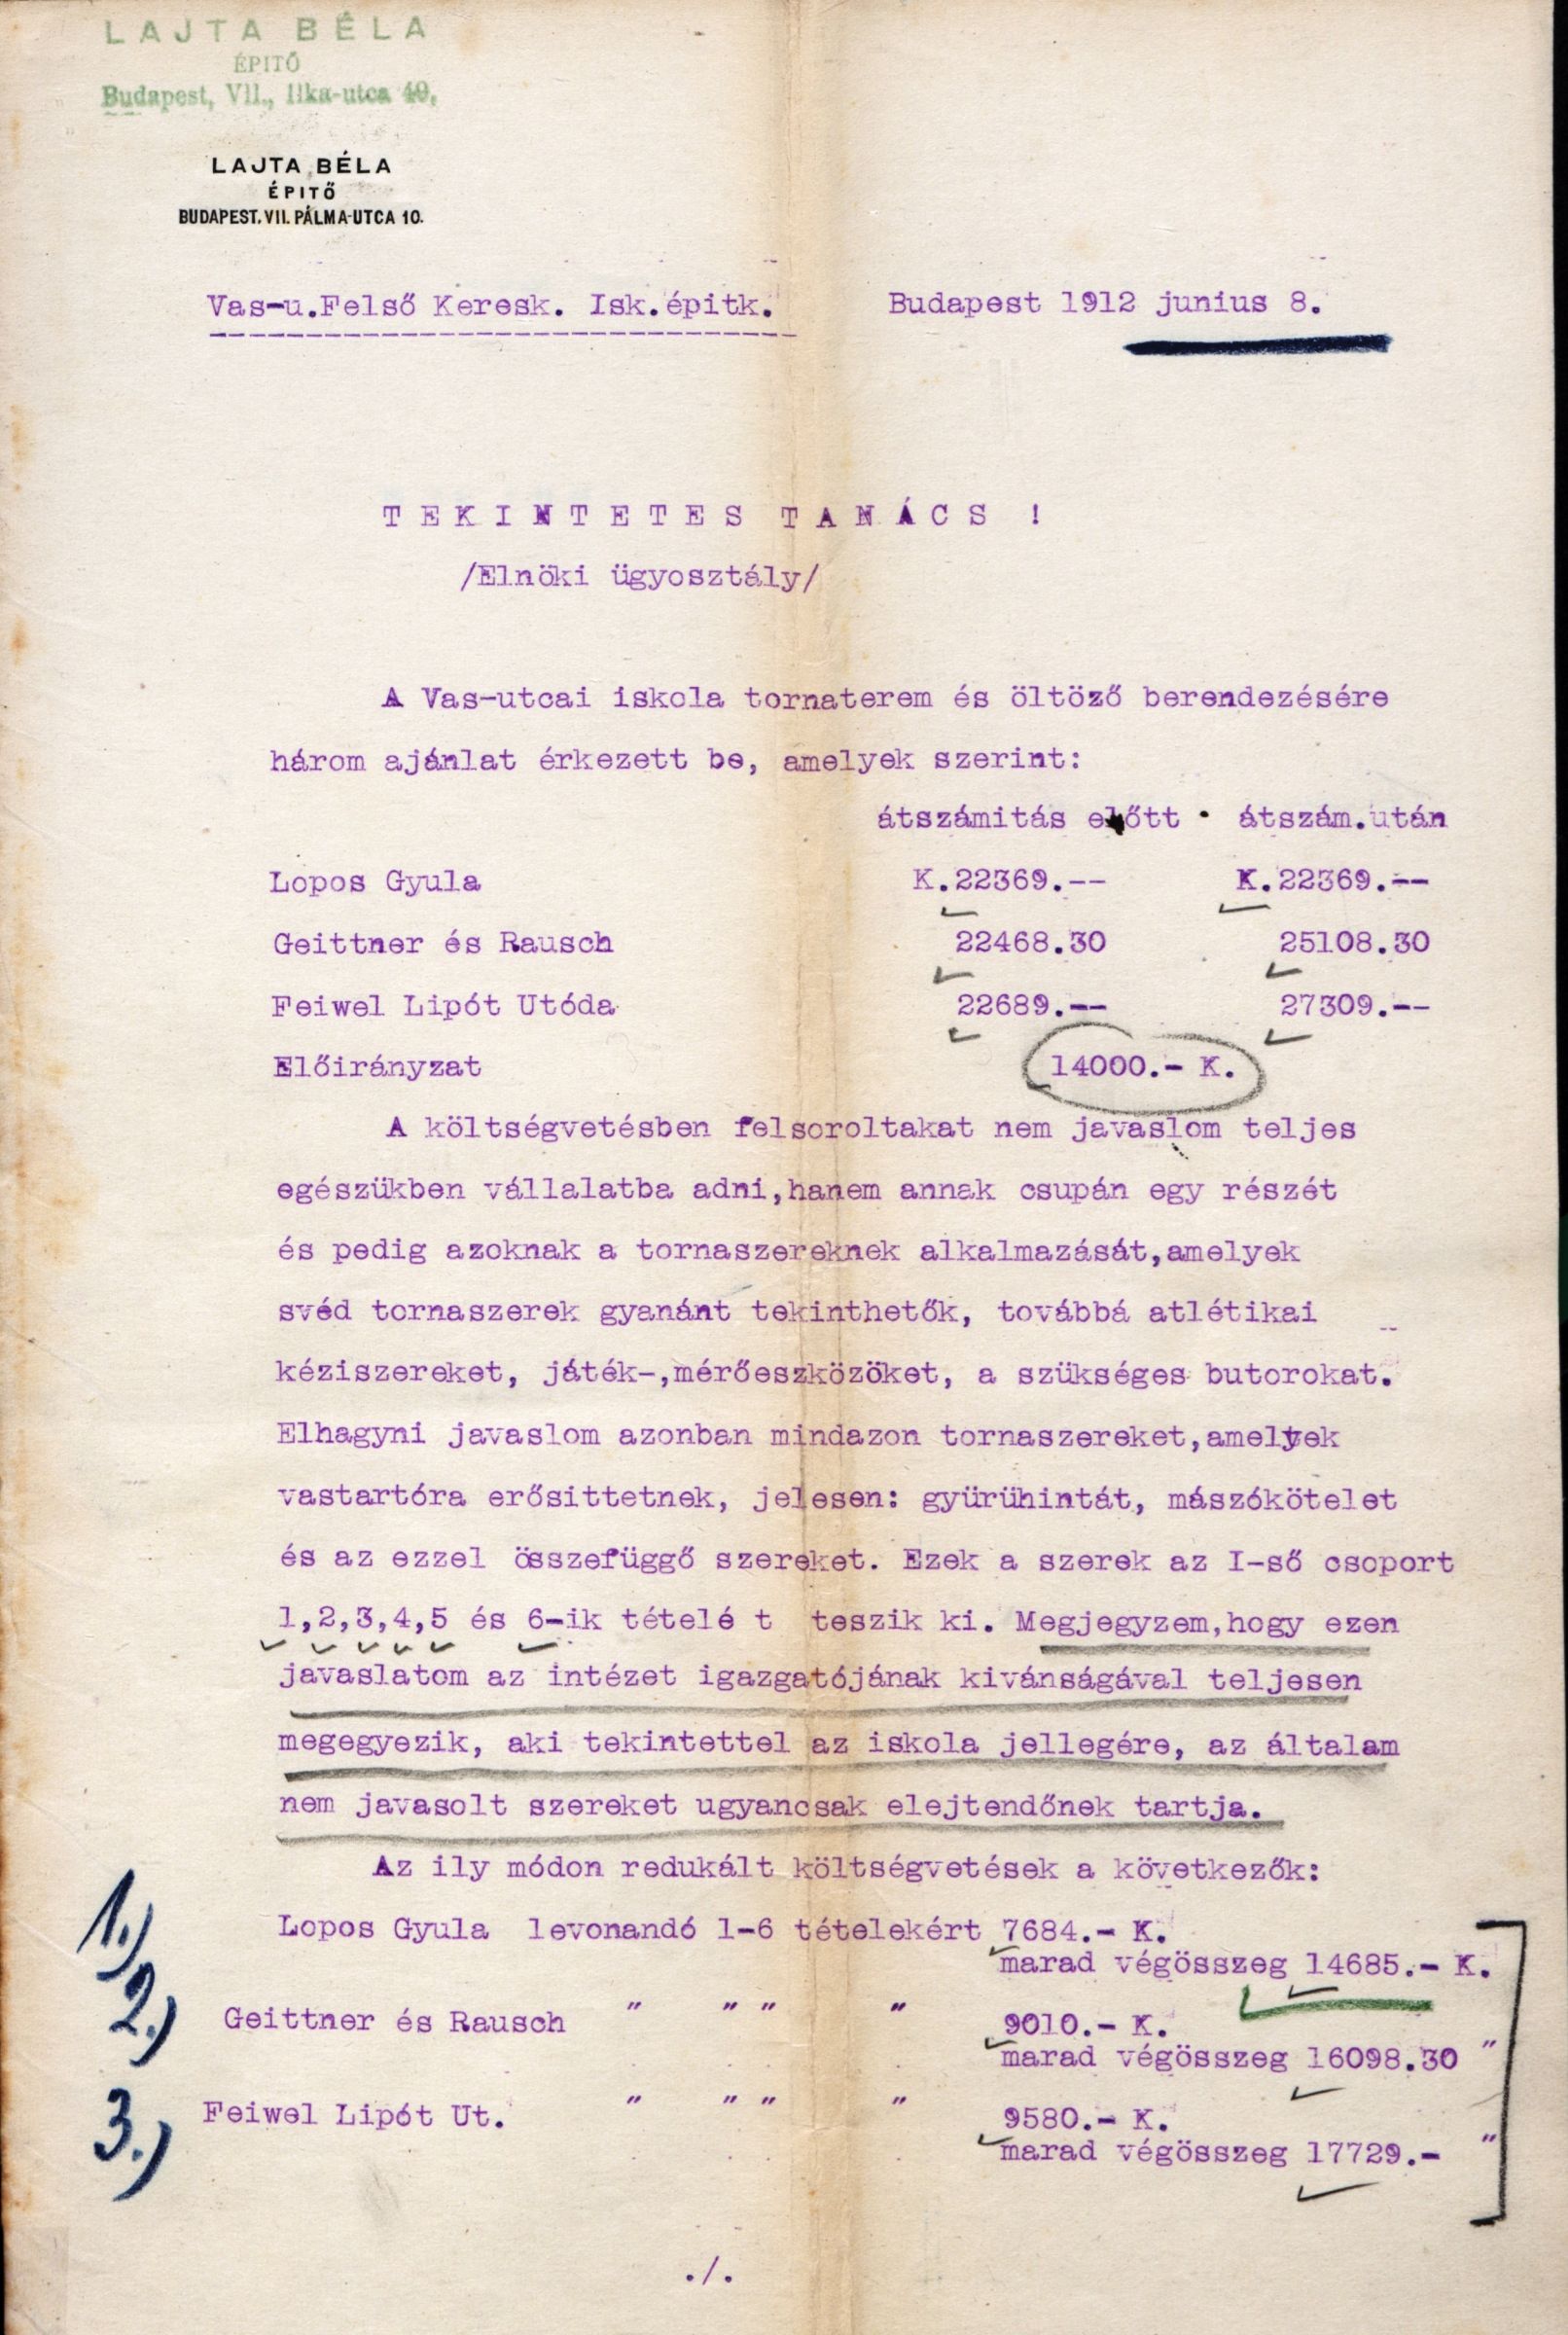 LAJTA BÉLA
ÉPITŐ
Budapest, VII., Ilka-utca 40.
LAJTA BÉLA
ÉPITŐ
BUDAPEST. VII. PÁLMA-UTCA 10.
Vas-u.Felső Keresk. Isk.épitk.
Budapest 1912 junius 8.
TEKINTETES TANÁCS !
/Elnöki ügyosztály/
A Vas-utcai iskola tornaterem és öltöző berendezésére
három ajánlat érkezett be, amelyek szerint:
átszámitás előtt · átszám.után
Lopos Gyula K.22369.-- K.22369.--
Geittner és Rausch 22468.30 25108.30
Feiwel Lipót Utóda 22689.-- 27309.--
Előirányzat 14000.- K.
A költségvetésben felsoroltakat nem javaslom teljes
egészükben vállalatba adni,hanem annak csupán egy részét
és pedig azoknak a tornaszereknek alkalmazását,amelyek
svéd tornaszerek gyanánt tekinthetők, továbbá atlétikai
kéziszereket, játék-,mérőeszközöket, a szükséges butorokat.
Elhagyni javaslom azonban mindazon tornaszereket,amelyek
vastartóra erősittetnek, jelesen: gyürühintát, mászókötelet
és az ezzel összefüggő szereket. Ezek a szerek az I-ső csoport
1,2,3,4,5 és 6-ik tételé t teszik ki. Megjegyzem,hogy ezen
javaslatom az intézet igazgatójának kivánságával teljesen
megegyezik, aki tekintettel az iskola jellegére, az általam
nem javasolt szereket ugyancsak elejtendőnek tartja.
Az ily módon redukált költségvetések a következők:
1.) Lopos Gyula levonandó 1-6 tételekért 7684.- K.
marad végösszeg 14685.- K.
2.) Geittner és Rausch " " " " 9010.- K.
marad végösszeg 16098.30 "
3.) Feiwel Lipót Ut. " " " " 9580.- K.
marad végösszeg 17729.- "
./.